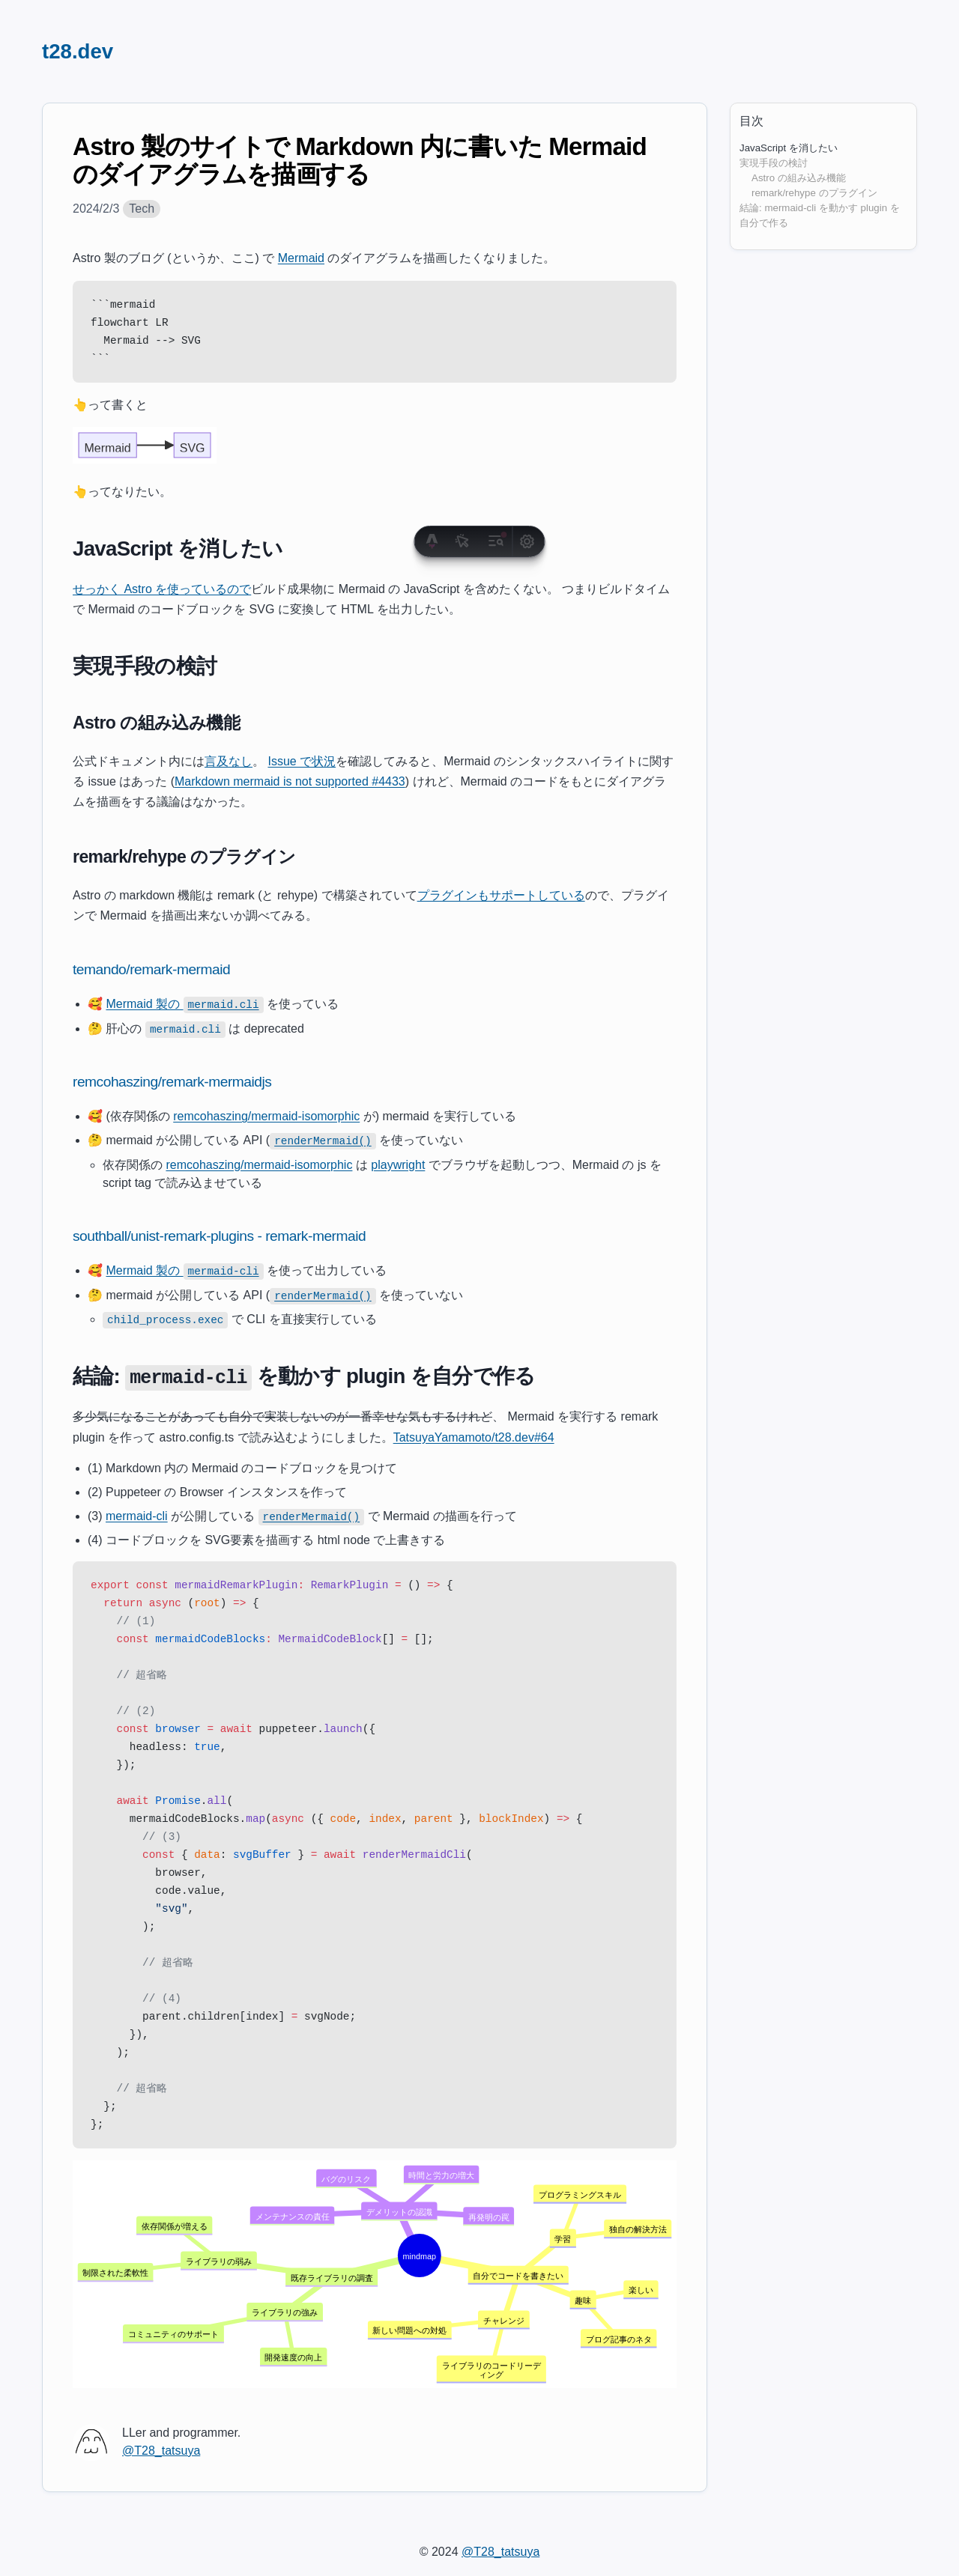 t28.dev
Astro 製のサイトで Markdown 内に書いた Mermaid
のダイアグラムを描画する
2024/2/3 Tech
Astro 製のブログ (というか、ここ) で Mermaid のダイアグラムを描画したくなりました。
```mermaid
flowchart LR
  Mermaid --> SVG
```
👆って書くと
Mermaid SVG
👆ってなりたい。
JavaScript を消したい
せっかく Astro を使っているのでビルド成果物に Mermaid の JavaScript を含めたくない。 つまりビルドタイム
で Mermaid のコードブロックを SVG に変換して HTML を出力したい。
実現手段の検討
Astro の組み込み機能
公式ドキュメント内には言及なし。 Issue で状況を確認してみると、Mermaid のシンタックスハイライトに関す
る issue はあった (Markdown mermaid is not supported #4433) けれど、Mermaid のコードをもとにダイアグラ
ムを描画をする議論はなかった。
remark/rehype のプラグイン
Astro の markdown 機能は remark (と rehype) で構築されていてプラグインもサポートしているので、プラグイ
ンで Mermaid を描画出来ないか調べてみる。
temando/remark-mermaid
• 🥰 Mermaid 製の mermaid.cli を使っている
• 🤔 肝心の mermaid.cli は deprecated
remcohaszing/remark-mermaidjs
• 🥰 (依存関係の remcohaszing/mermaid-isomorphic が) mermaid を実行している
• 🤔 mermaid が公開している API ( renderMermaid() を使っていない
◦ 依存関係の remcohaszing/mermaid-isomorphic は playwright でブラウザを起動しつつ、Mermaid の js を
script tag で読み込ませている
southball/unist-remark-plugins - remark-mermaid
• 🥰 Mermaid 製の mermaid-cli を使って出力している
• 🤔 mermaid が公開している API ( renderMermaid() を使っていない
◦ child_process.exec で CLI を直接実行している
結論: mermaid-cli を動かす plugin を自分で作る
多少気になることがあっても自分で実装しないのが一番幸せな気もするけれど、 Mermaid を実行する remark
plugin を作って astro.config.ts で読み込むようにしました。TatsuyaYamamoto/t28.dev#64
• (1) Markdown 内の Mermaid のコードブロックを見つけて
• (2) Puppeteer の Browser インスタンスを作って
• (3) mermaid-cli が公開している renderMermaid() で Mermaid の描画を行って
• (4) コードブロックを SVG要素を描画する html node で上書きする
export const mermaidRemarkPlugin: RemarkPlugin = () => {
  return async (root) => {
    // (1)
    const mermaidCodeBlocks: MermaidCodeBlock[] = [];
    // 超省略
    // (2)
    const browser = await puppeteer.launch({
      headless: true,
    });
    await Promise.all(
      mermaidCodeBlocks.map(async ({ code, index, parent }, blockIndex) => {
        // (3)
        const { data: svgBuffer } = await renderMermaidCli(
          browser,
          code.value,
          "svg",
        );
        // 超省略
        // (4)
        parent.children[index] = svgNode;
      }),
    );
    // 超省略
  };
};
バグのリスク
時間と労力の増大
メンテナンスの責任
デメリットの認識
再発明の罠
プログラミングスキル
依存関係が増える
独自の解決方法
学習
mindmap
ライブラリの弱み
制限された柔軟性
既存ライブラリの調査
自分でコードを書きたい
楽しい
趣味
ライブラリの強み
チャレンジ
コミュニティのサポート
新しい問題への対処
ブログ記事のネタ
開発速度の向上
ライブラリのコードリーデ
ィング
LLer and programmer.
@T28_tatsuya
目次
JavaScript を消したい
実現手段の検討
Astro の組み込み機能
remark/rehype のプラグイン
結論: mermaid-cli を動かす plugin を
自分で作る
© 2024 @T28_tatsuya